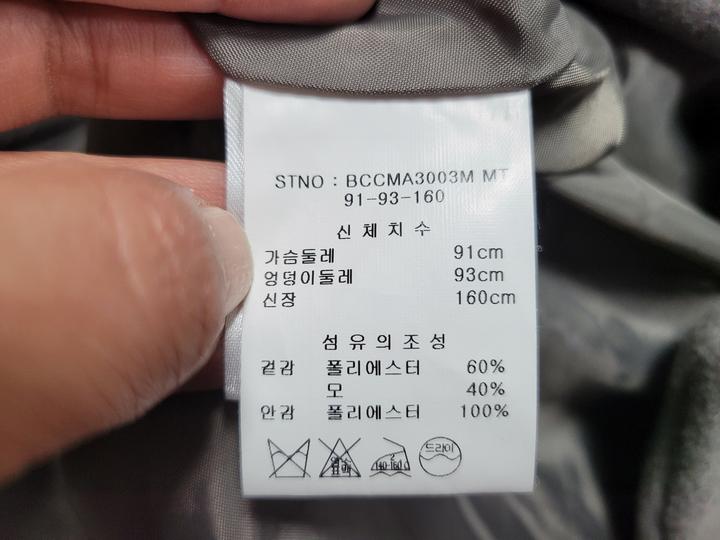 STNO : BCCMA3003M MT
91-93-160
신체치수
가슴둘레 91cm
엉덩이둘레 93cm
신장 160cm
섬유의조성
겉감 폴리에스터 60%
모 40%
안감 폴리에스터 100%
드라이